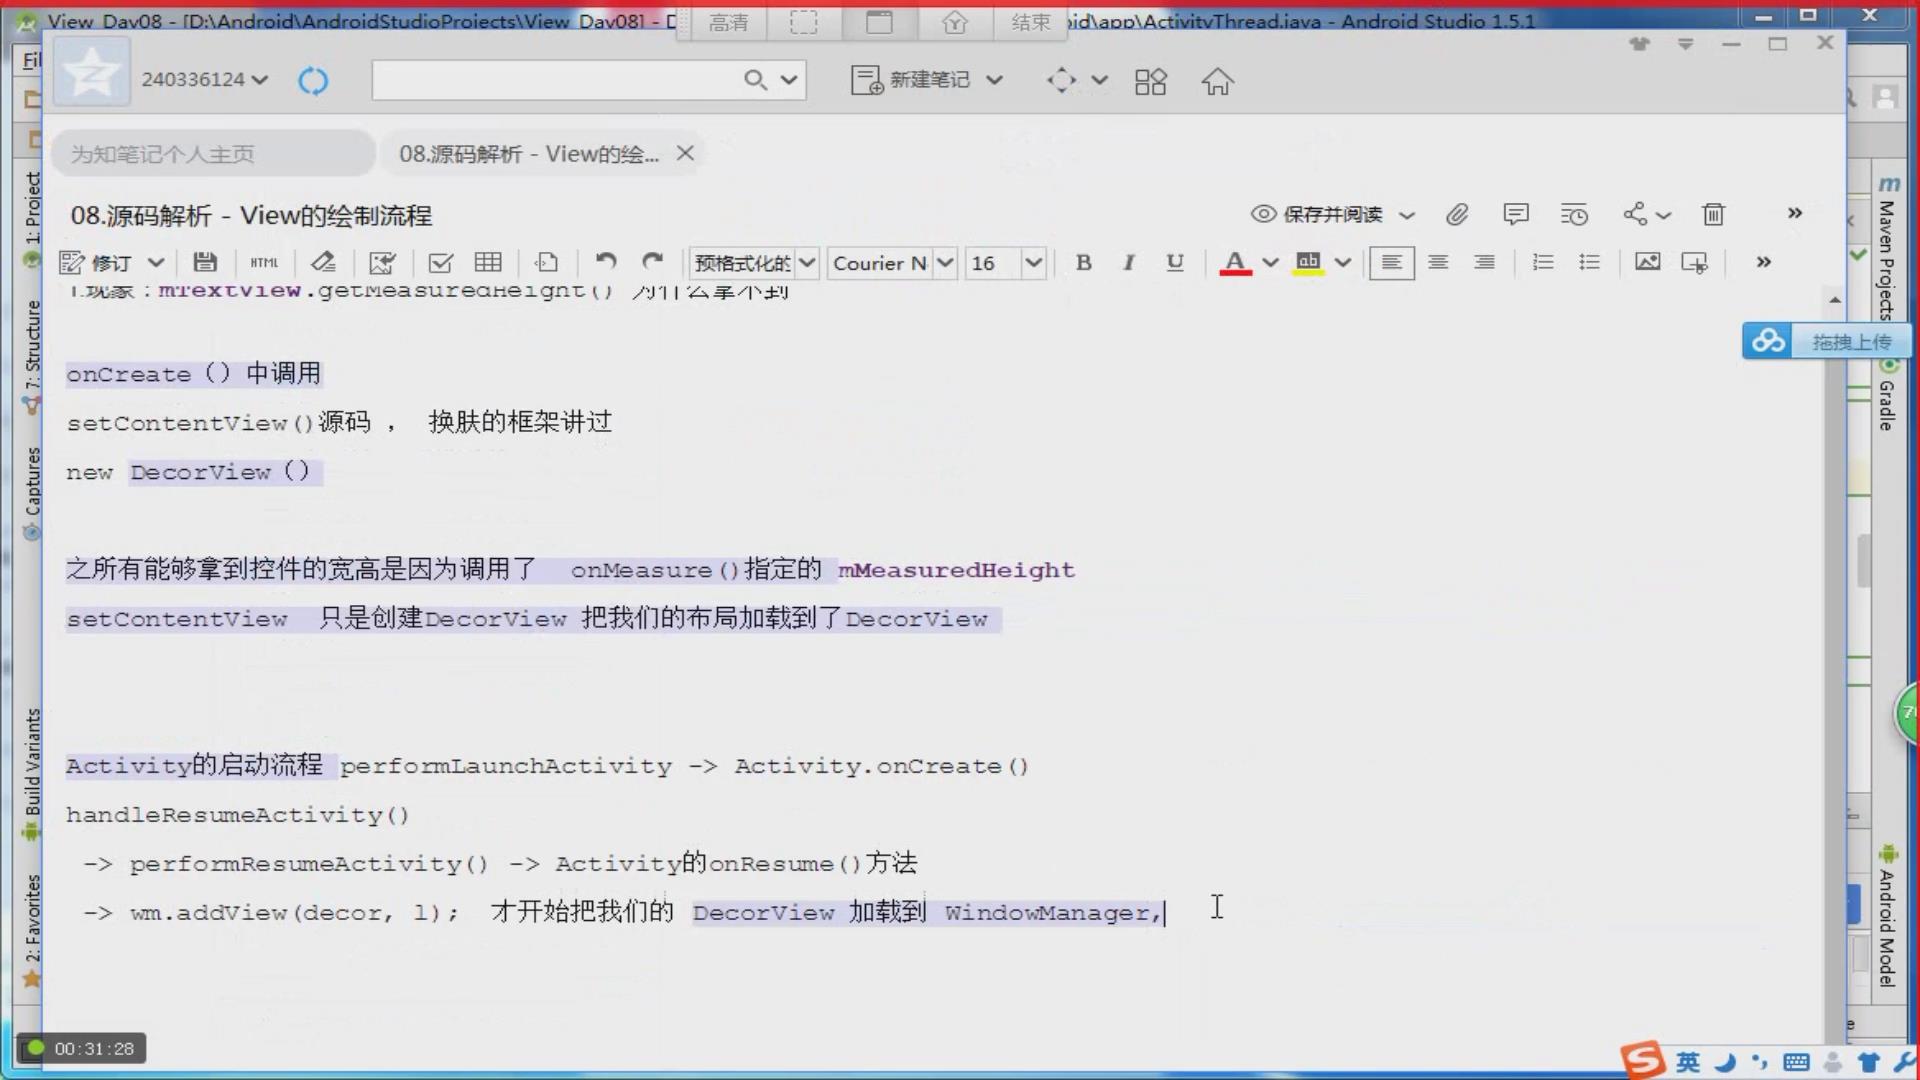 View_Day08 - [D:\Android\AndroidStudioProjects\View_Day08] -
高清
结束
id\app\ActivityThread.java - Android Studio 1.5.1
240336124
新建笔记
为知笔记个人主页
08.源码解析 - View的绘...
08.源码解析 - View的绘制流程
保存并阅读
修订
HTML
预格式化的
Courier N
16
B I U A ab
1.现象：mTextView.getMeasuredHeight() 为什么拿不到
拖拽上传
onCreate（）中调用
setContentView()源码 ， 换肤的框架讲过
new DecorView（）
之所有能够拿到控件的宽高是因为调用了 onMeasure()指定的 mMeasuredHeight
setContentView 只是创建DecorView 把我们的布局加载到了DecorView
Activity的启动流程 performLaunchActivity -> Activity.onCreate()
handleResumeActivity()
-> performResumeActivity() -> Activity的onResume()方法
-> wm.addView(decor, l); 才开始把我们的 DecorView 加载到 WindowManager,
1: Project
7: Structure
Captures
Build Variants
2: Favorites
Maven Projects
Gradle
Android Model
00:31:28
英